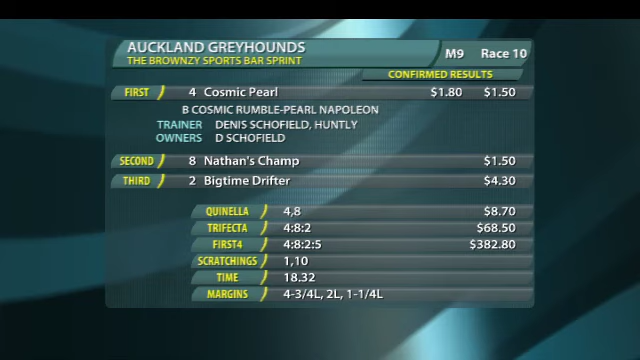 AUCKLAND GREYHOUNDS
THE BROWNZY SPORTS BAR SPRINT
M9 Race 10
CONFIRMED RESULTS
FIRST 4 Cosmic Pearl $1.80 $1.50
B COSMIC RUMBLE-PEARL NAPOLEON
TRAINER DENIS SCHOFIELD, HUNTLY
OWNERS D SCHOFIELD
SECOND 8 Nathan's Champ $1.50
THIRD 2 Bigtime Drifter $4.30
QUINELLA 4,8 $8.70
TRIFECTA 4:8:2 $68.50
FIRST4 4:8:2:5 $382.80
SCRATCHINGS 1,10
TIME 18.32
MARGINS 4-3/4L, 2L, 1-1/4L